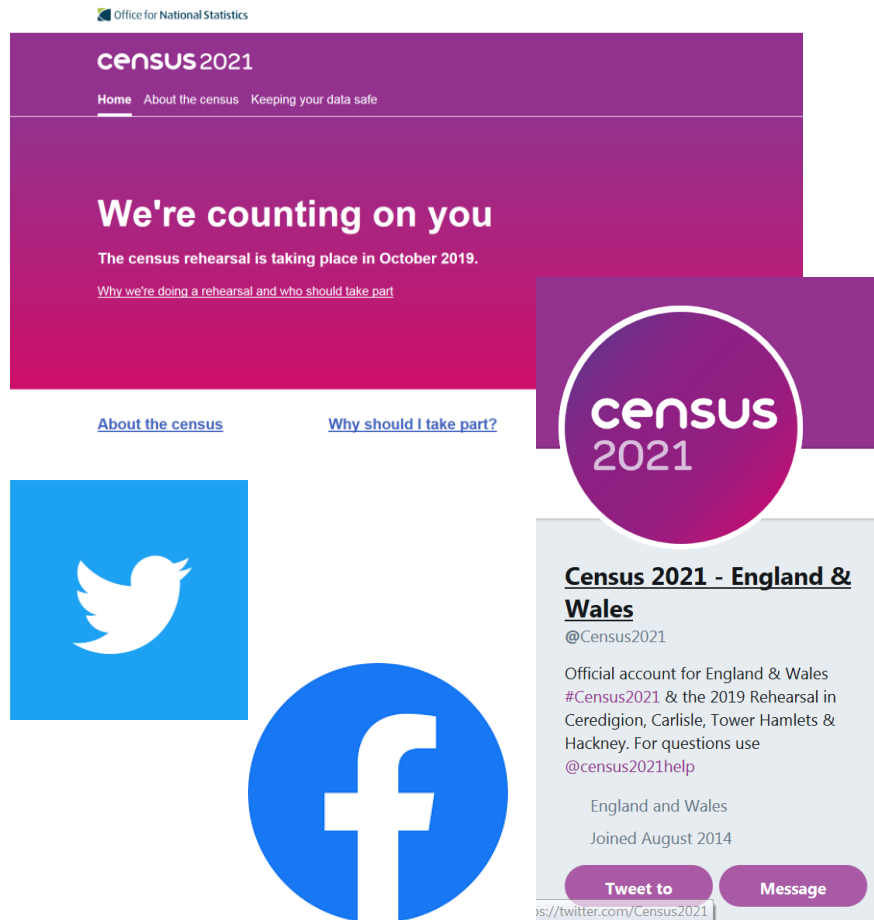 Office for National Statistics
census 2021
Home About the census Keeping your data safe
We're counting on you
The census rehearsal is taking place in October 2019.
Why we're doing a rehearsal and who should take part
About the census Why should I take part?
census
2021
Census 2021 - England &
Wales
@Census2021
Official account for England & Wales
#Census2021 & the 2019 Rehearsal in
Ceredigion, Carlisle, Tower Hamlets &
Hackney. For questions use
@census2021help
England and Wales
Joined August 2014
Tweet to Message
ps://twitter.com/Census2021